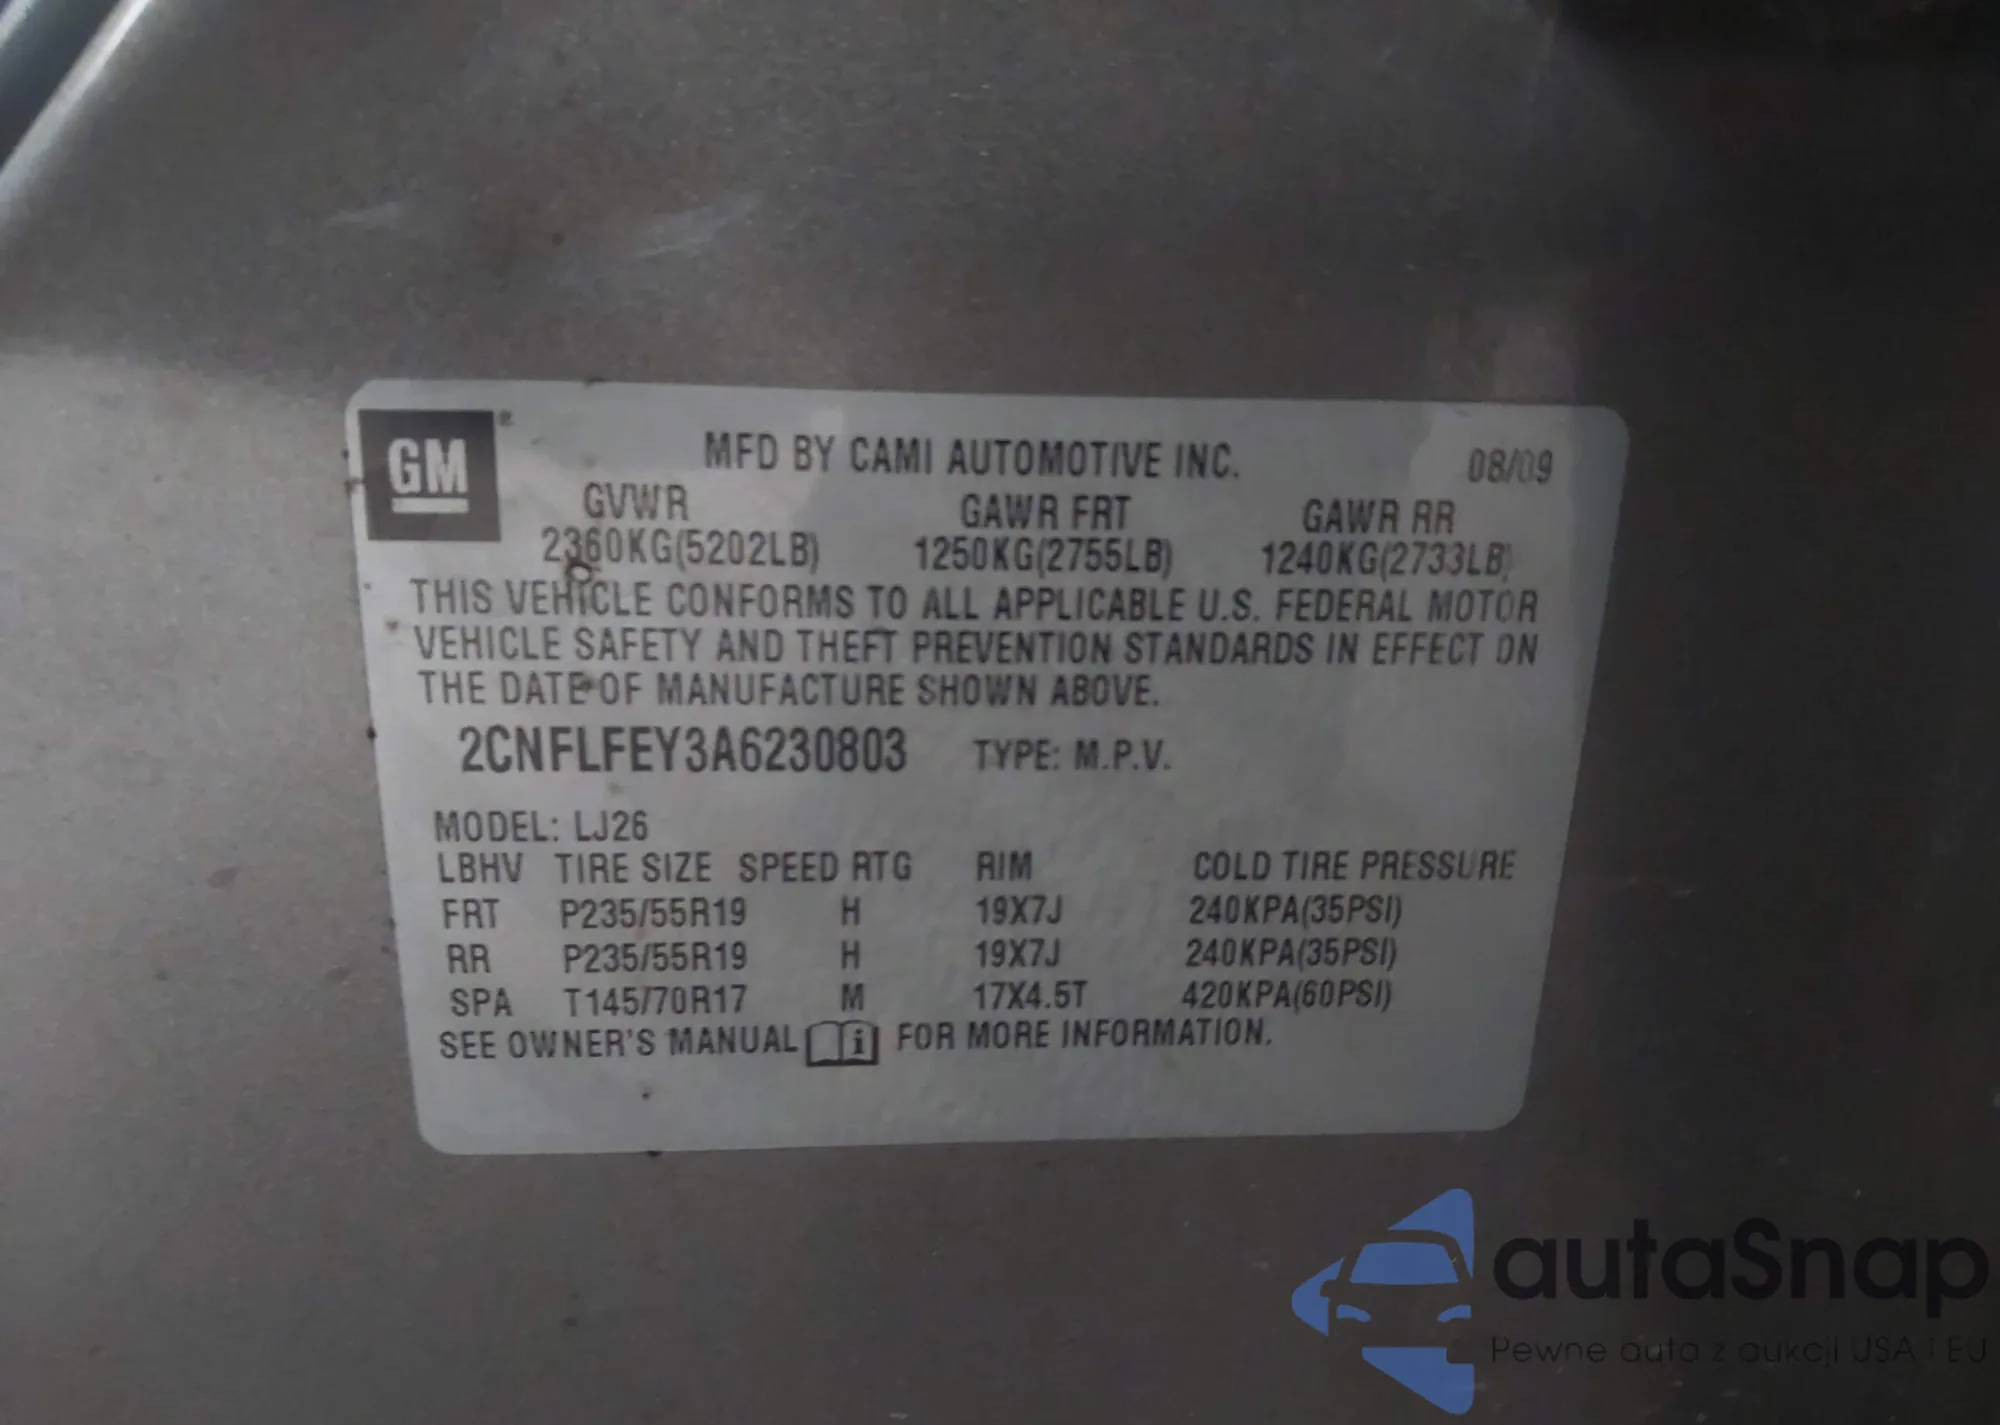 GM
MFD BY CAMI AUTOMOTIVE INC. 08/09
GVWR GAWR FRT GAWR RR
2360KG(5202LB) 1250KG(2755LB) 1240KG(2733LB)
THIS VEHICLE CONFORMS TO ALL APPLICABLE U.S. FEDERAL MOTOR
VEHICLE SAFETY AND THEFT PREVENTION STANDARDS IN EFFECT ON
THE DATE OF MANUFACTURE SHOWN ABOVE.
2CNFLFEY3A6230803 TYPE: M.P.V.
MODEL: LJ26
LBHV TIRE SIZE SPEED RTG RIM COLD TIRE PRESSURE
FRT P235/55R19 H 19X7J 240KPA(35PSI)
RR P235/55R19 H 19X7J 240KPA(35PSI)
SPA T145/70R17 M 17X4.5T 420KPA(60PSI)
SEE OWNER'S MANUAL i FOR MORE INFORMATION.
autaSnap
Pewne auta z aukcji USA i EU